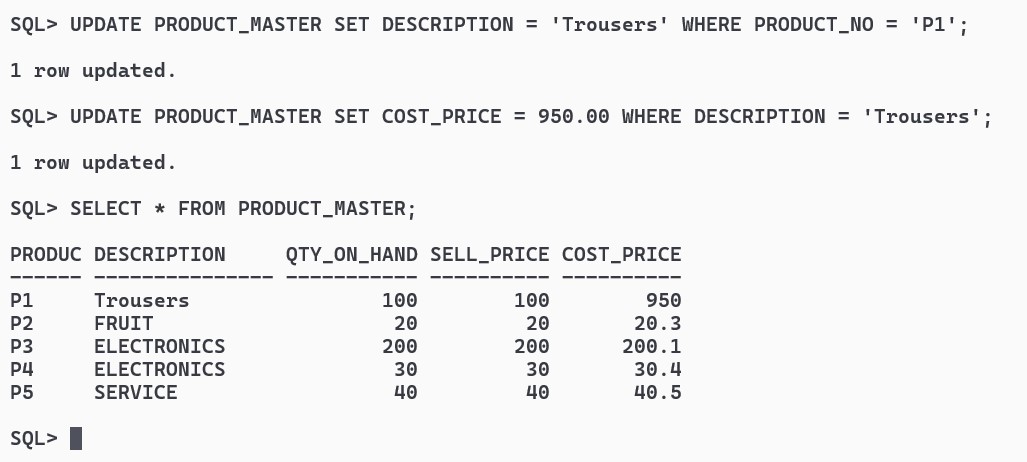 SQL> UPDATE PRODUCT_MASTER SET DESCRIPTION = 'Trousers' WHERE PRODUCT_NO = 'P1';
1 row updated.
SQL> UPDATE PRODUCT_MASTER SET COST_PRICE = 950.00 WHERE DESCRIPTION = 'Trousers';
1 row updated.
SQL> SELECT * FROM PRODUCT_MASTER;
PRODUC DESCRIPTION     QTY_ON_HAND SELL_PRICE COST_PRICE
------ --------------- ----------- ---------- ----------
P1     Trousers                100        100        950
P2     FRUIT                    20         20       20.3
P3     ELECTRONICS             200        200      200.1
P4     ELECTRONICS              30         30       30.4
P5     SERVICE                  40         40       40.5
SQL>